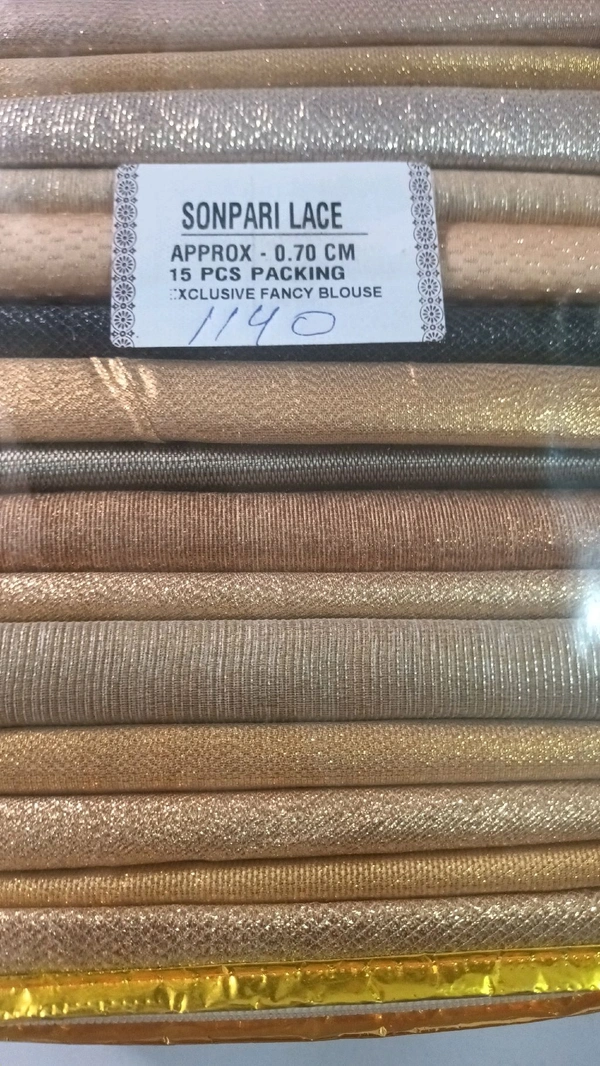 SONPARI LACE
APPROX - 0.70 CM
15 PCS PACKING
EXCLUSIVE FANCY BLOUSE
1140